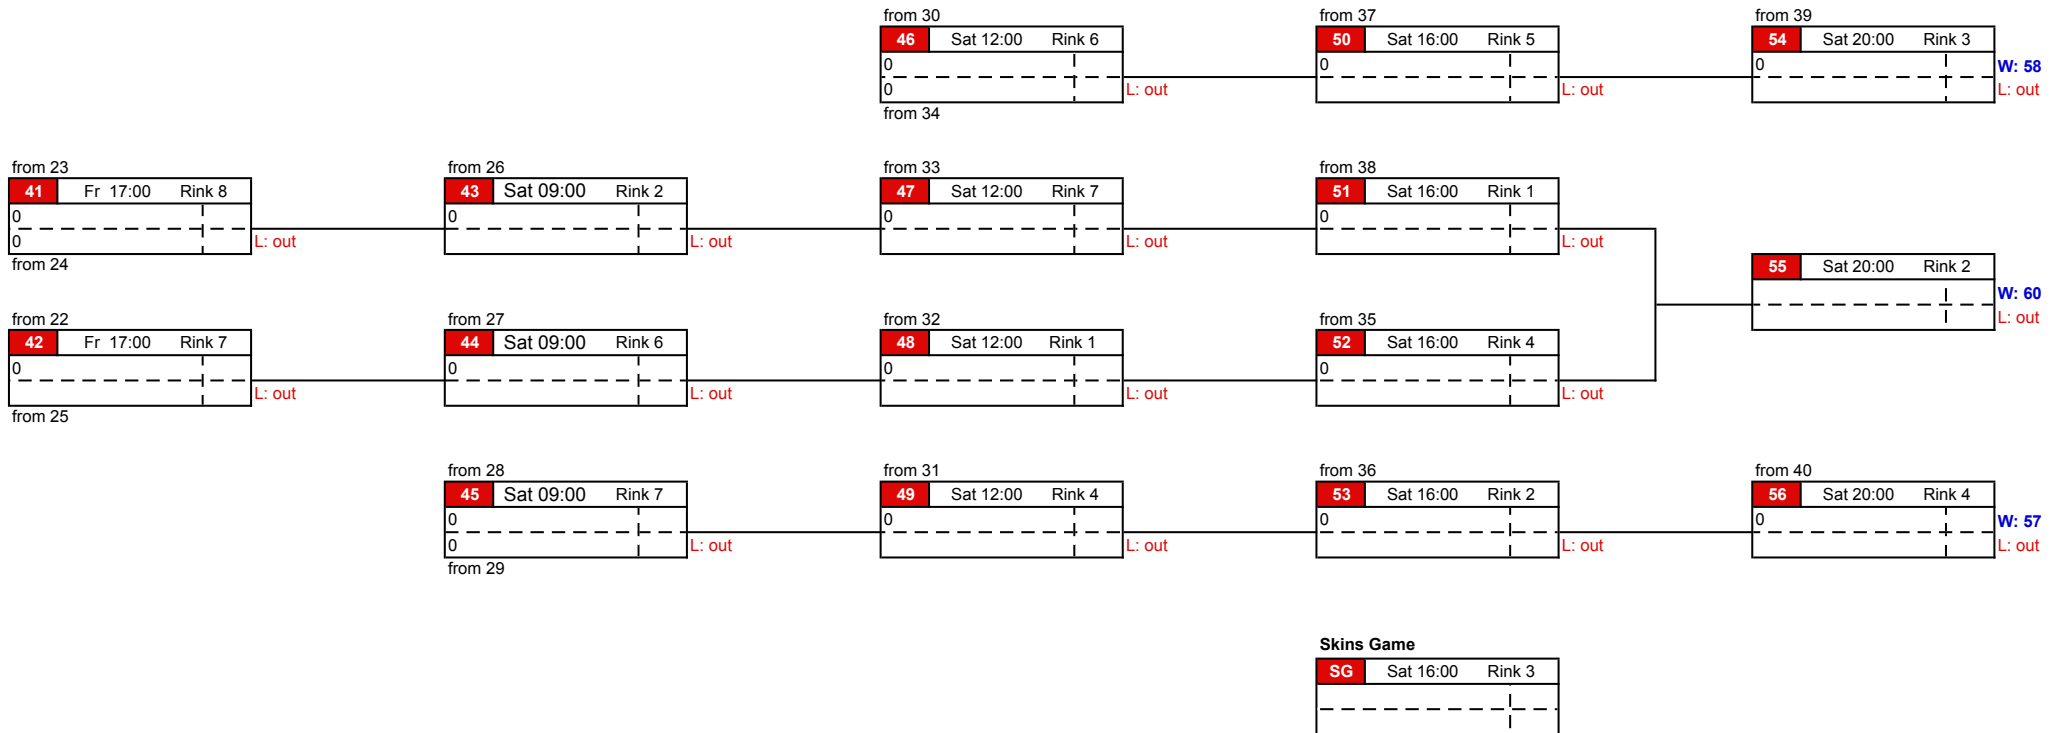 from 30 from 37 from 39
46 Sat 12:00 Rink 6 50 Sat 16:00 Rink 5 54 Sat 20:00 Rink 3
0 0 0 W: 58
0 L: out L: out L: out
from 34
from 23 from 26 from 33 from 38
41 Fr 17:00 Rink 8 43 Sat 09:00 Rink 2 47 Sat 12:00 Rink 7 51 Sat 16:00 Rink 1
0 0 0 0
0 L: out L: out L: out L: out
from 24
55 Sat 20:00 Rink 2
W: 60
L: out
from 22 from 27 from 32 from 35
42 Fr 17:00 Rink 7 44 Sat 09:00 Rink 6 48 Sat 12:00 Rink 1 52 Sat 16:00 Rink 4
0 0 0 0
L: out L: out L: out L: out
from 25
from 28 from 31 from 36 from 40
45 Sat 09:00 Rink 7 49 Sat 12:00 Rink 4 53 Sat 16:00 Rink 2 56 Sat 20:00 Rink 4
0 0 0 0 W: 57
0 L: out L: out L: out L: out
from 29
Skins Game
SG Sat 16:00 Rink 3